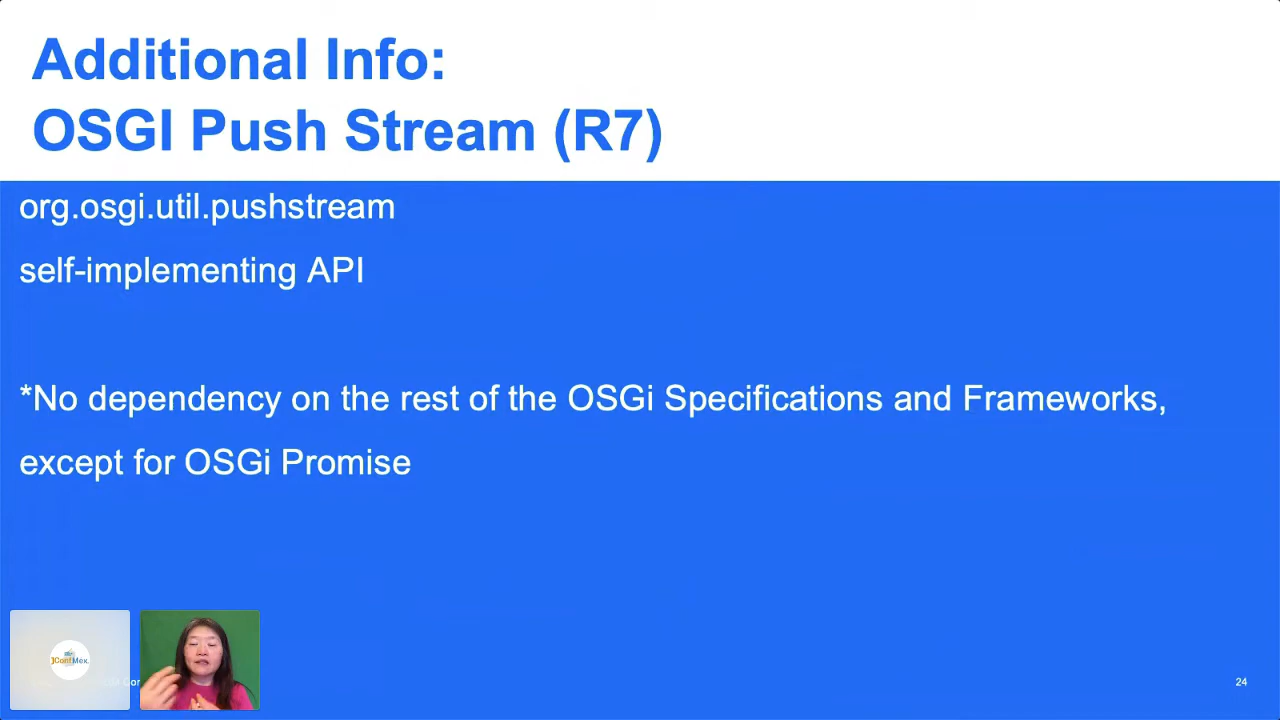 Additional Info:
OSGI Push Stream (R7)
org.osgi.util.pushstream
self-implementing API
*No dependency on the rest of the OSGi Specifications and Frameworks,
except for OSGi Promise
JConfMex
24